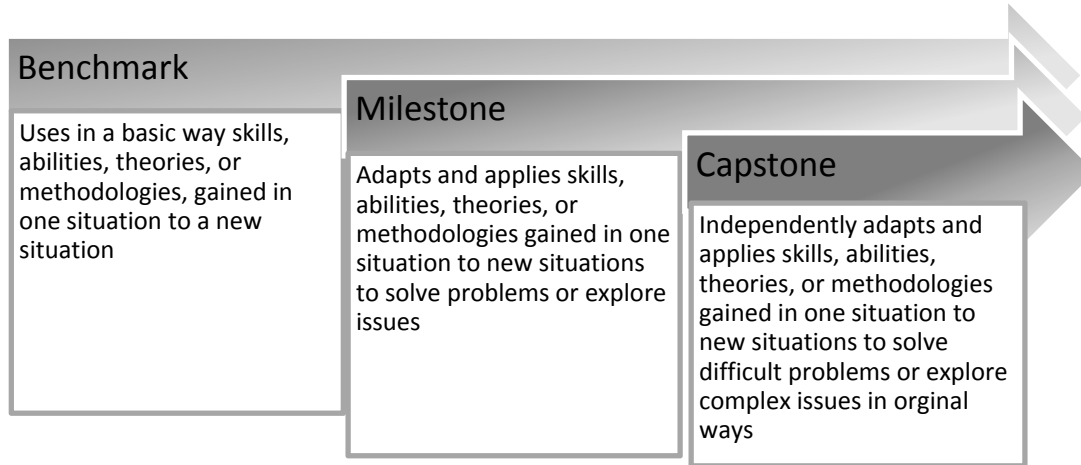 Benchmark
Uses in a basic way skills,
abilities, theories, or
methodologies, gained in
one situation to a new
situation
Milestone
Adapts and applies skills,
abilities, theories, or
methodologies gained in one
situation to new situations
to solve problems or explore
issues
Capstone
Independently adapts and
applies skills, abilities,
theories, or methodologies
gained in one situation to
new situations to solve
difficult problems or explore
complex issues in orginal
ways